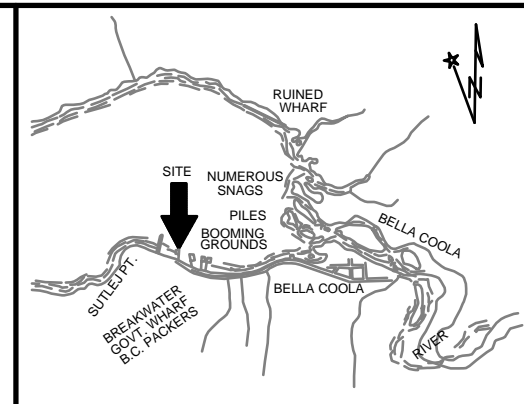 RUINED
WHARF
SITE
NUMEROUS
SNAGS
PILES
BOOMING
GROUNDS
BELLA COOLA
SUTLEJ PT.
BREAKWATER
GOVT. WHARF
B.C. PACKERS
BELLA COOLA
RIVER